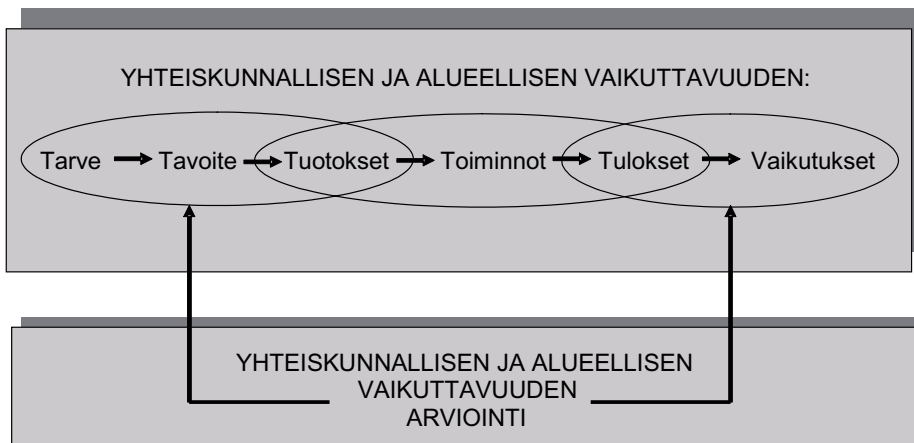 YHTEISKUNNALLISEN JA ALUEELLISEN VAIKUTTAVUUDEN:
Tarve Tavoite Tuotokset Toiminnot Tulokset Vaikutukset
YHTEISKUNNALLISEN JA ALUEELLISEN
VAIKUTTAVUUDEN
ARVIOINTI